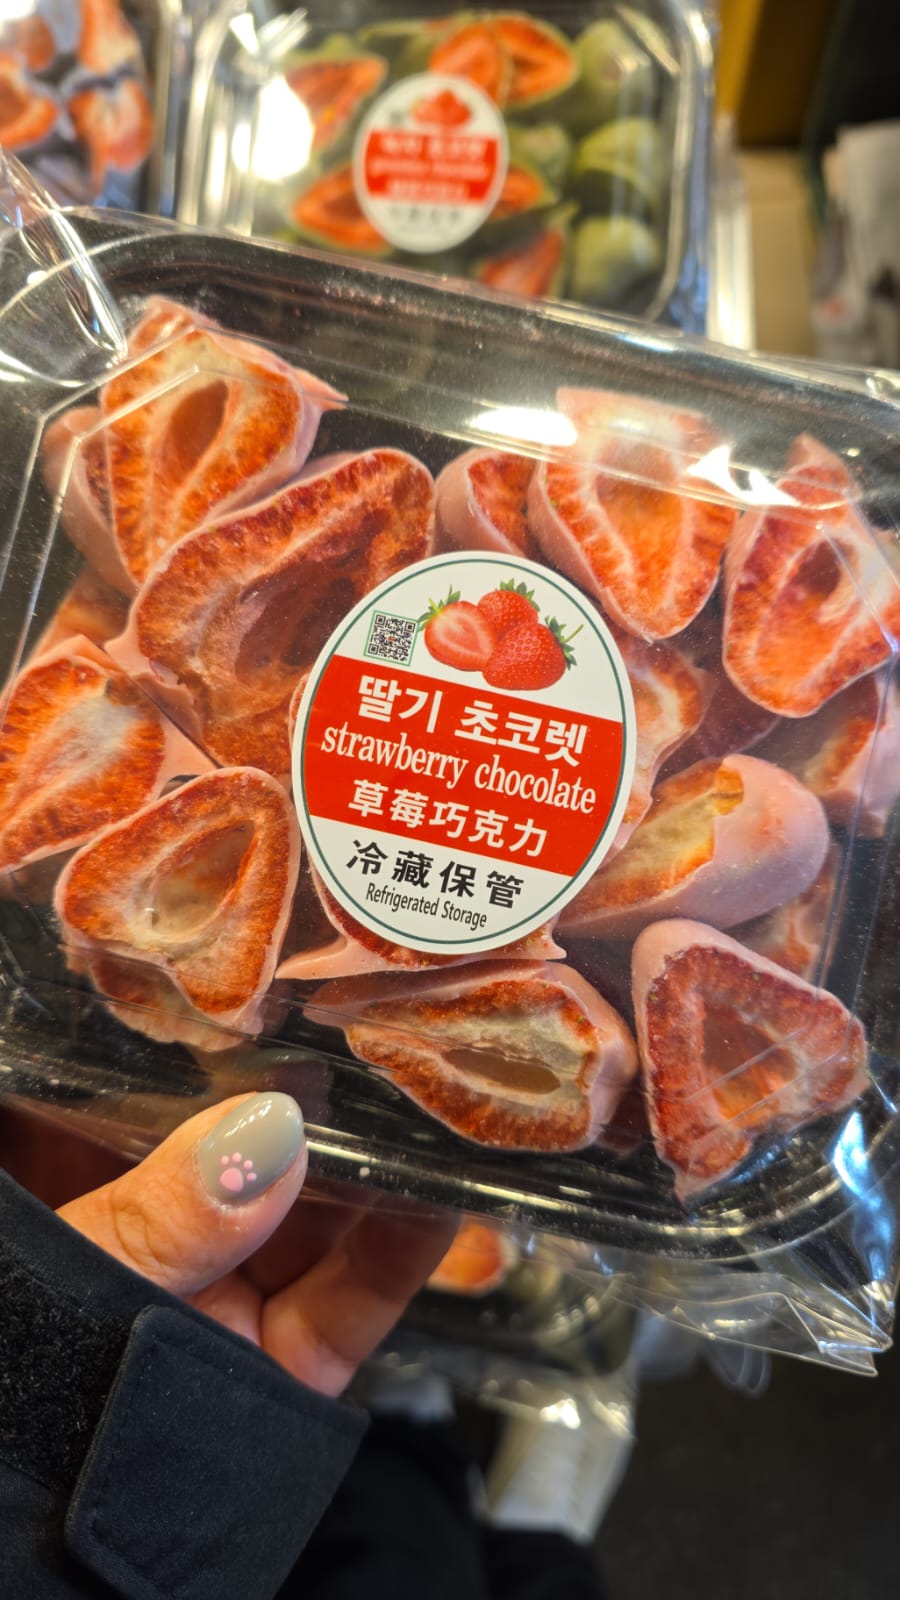 딸기 초코렛
strawberry chocolate
草莓巧克力
冷藏保管
Refrigerated Storage